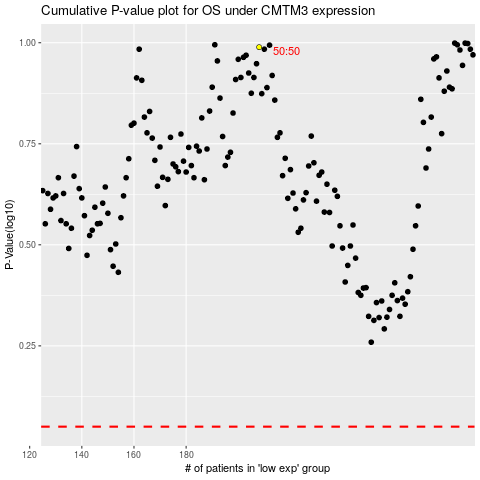 Cumulative P-value plot for OS under CMTM3 expression
P-Value(log10)
1.00
0.75
0.50
0.25
50:50
120 140 160 180
# of patients in 'low exp' group